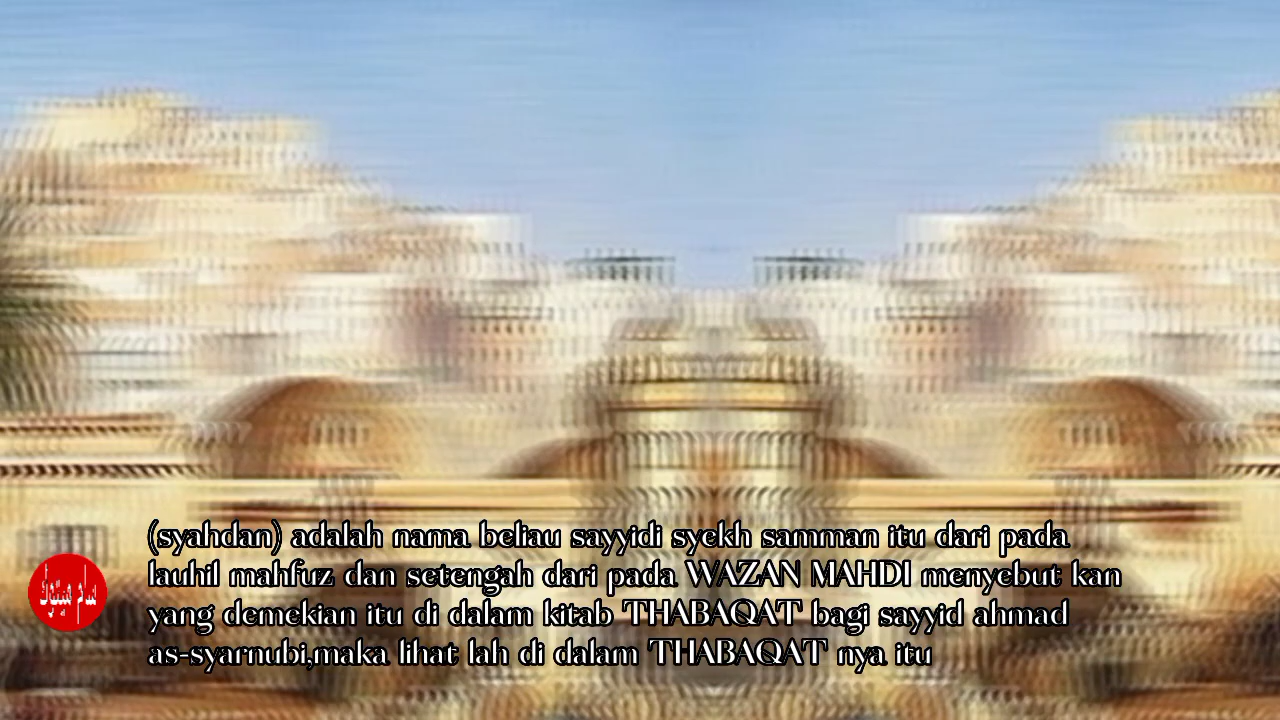 (syahdan) adalah nama beliau sayyidi syekh samman itu dari pada
lauhil mahfuz dan setengah dari pada WAZAN MAHDI menyebut kan
yang demekian itu di dalam kitab THABAQAT bagi sayyid ahmad
as-syarnubi,maka lihat lah di dalam THABAQAT nya itu